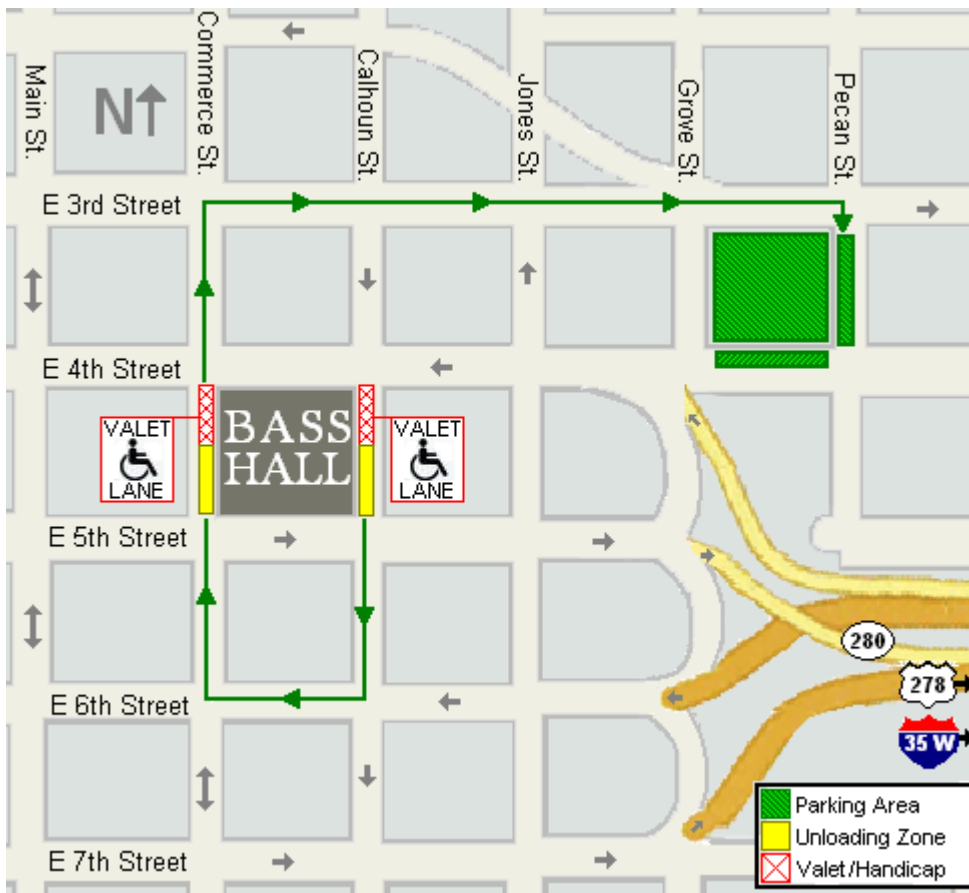 Main St.
Commerce St.
Calhoun St.
Jones St.
Grove St.
Pecan St.
N
E 3rd Street
E 4th Street
VALET
LANE
BASS
HALL
VALET
LANE
E 5th Street
280
E 6th Street
278
35 W
Parking Area
Unloading Zone
Valet/Handicap
E 7th Street